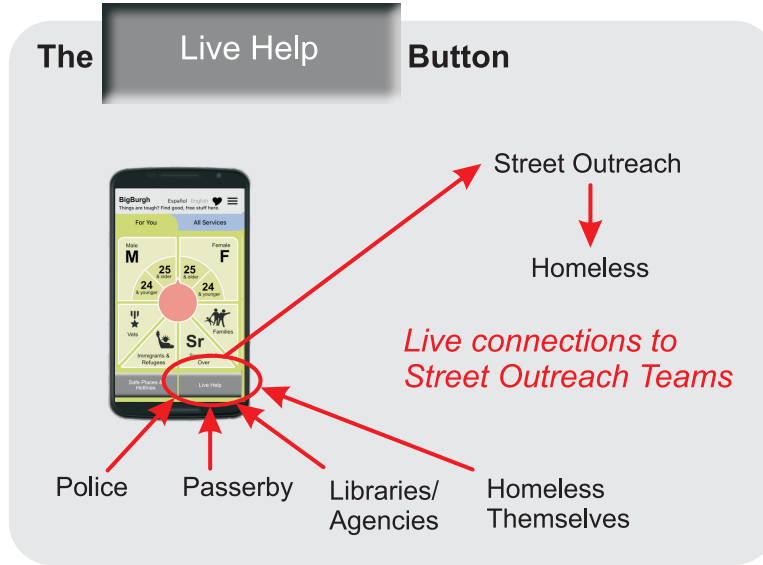 The Live Help Button
BigBurgh Español English
Things are tough? Find good, free stuff here.
For You All Services
Male Female
M F
25 25
& older & older
24 24
& younger & younger
Vets Families
Immigrants & Sr
Refugees Over
Safe Places & Live Help
Hotlines
Street Outreach
Homeless
Live connections to
Street Outreach Teams
Police Passerby Libraries/
Agencies
Homeless
Themselves